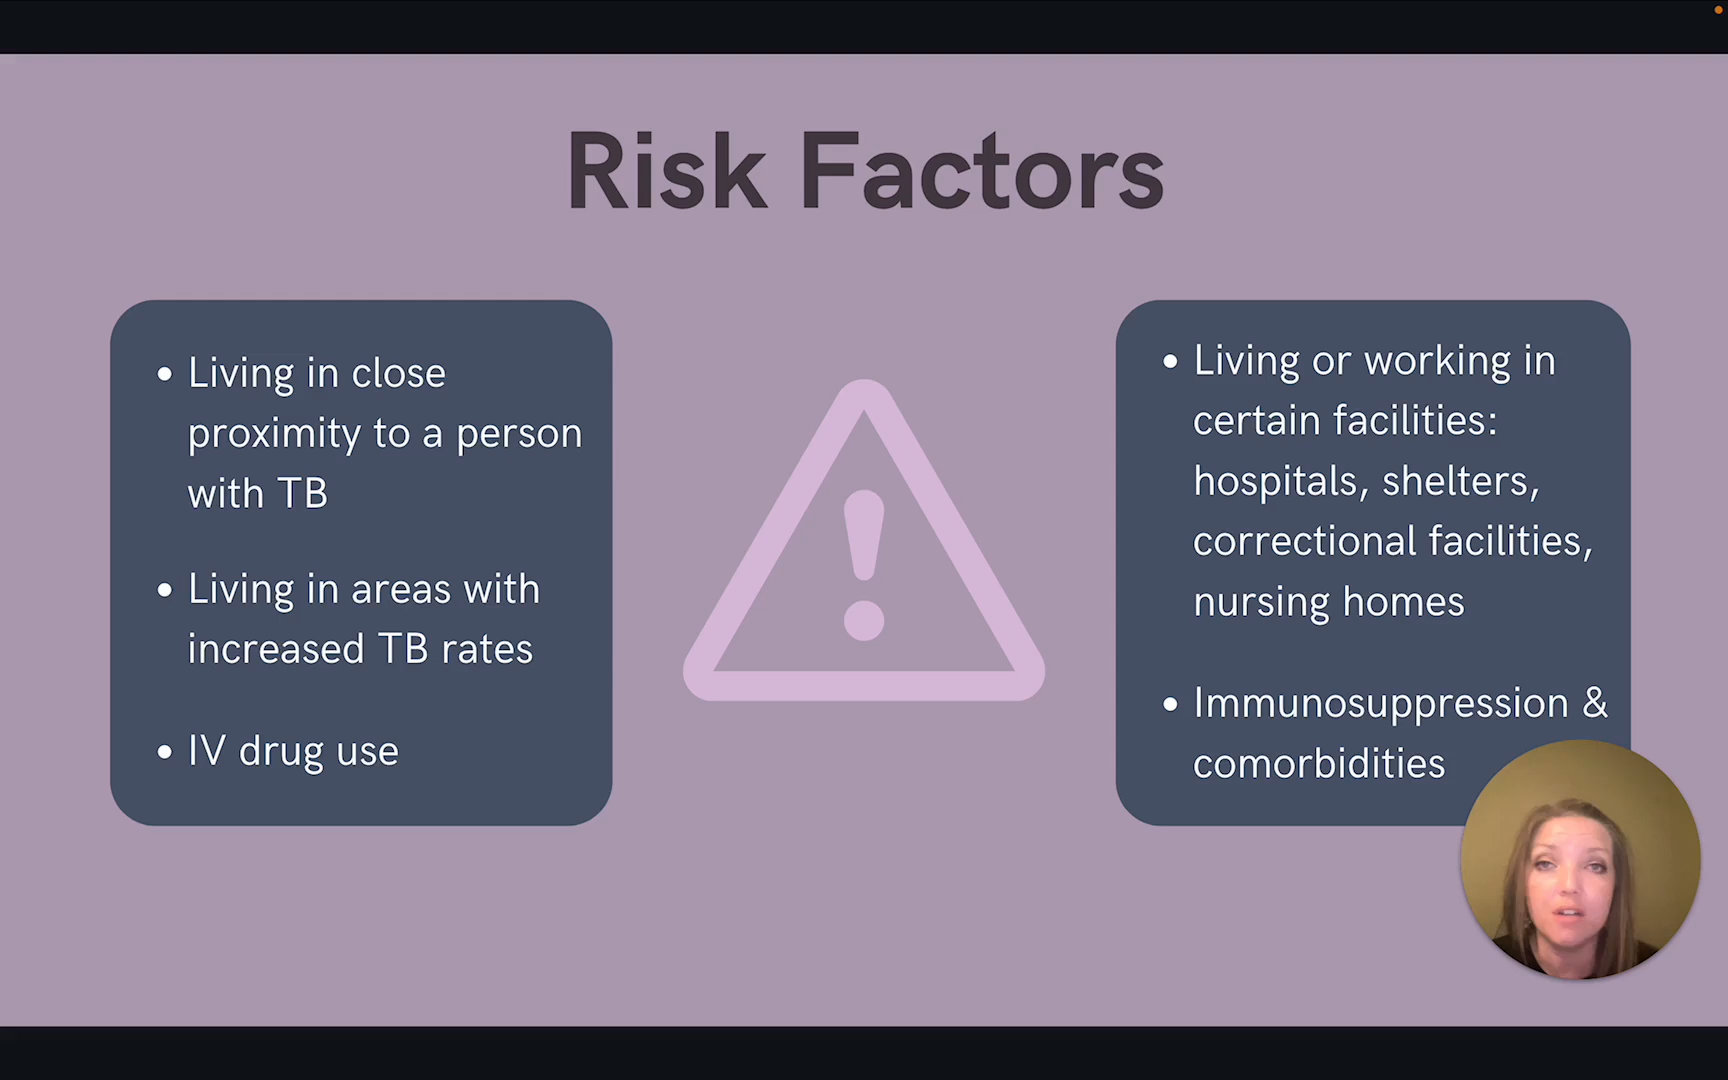 Risk Factors
• Living in close
proximity to a person
with TB
• Living in areas with
increased TB rates
• IV drug use
• Living or working in
certain facilities:
hospitals, shelters,
correctional facilities,
nursing homes
• Immunosuppression &
comorbidities